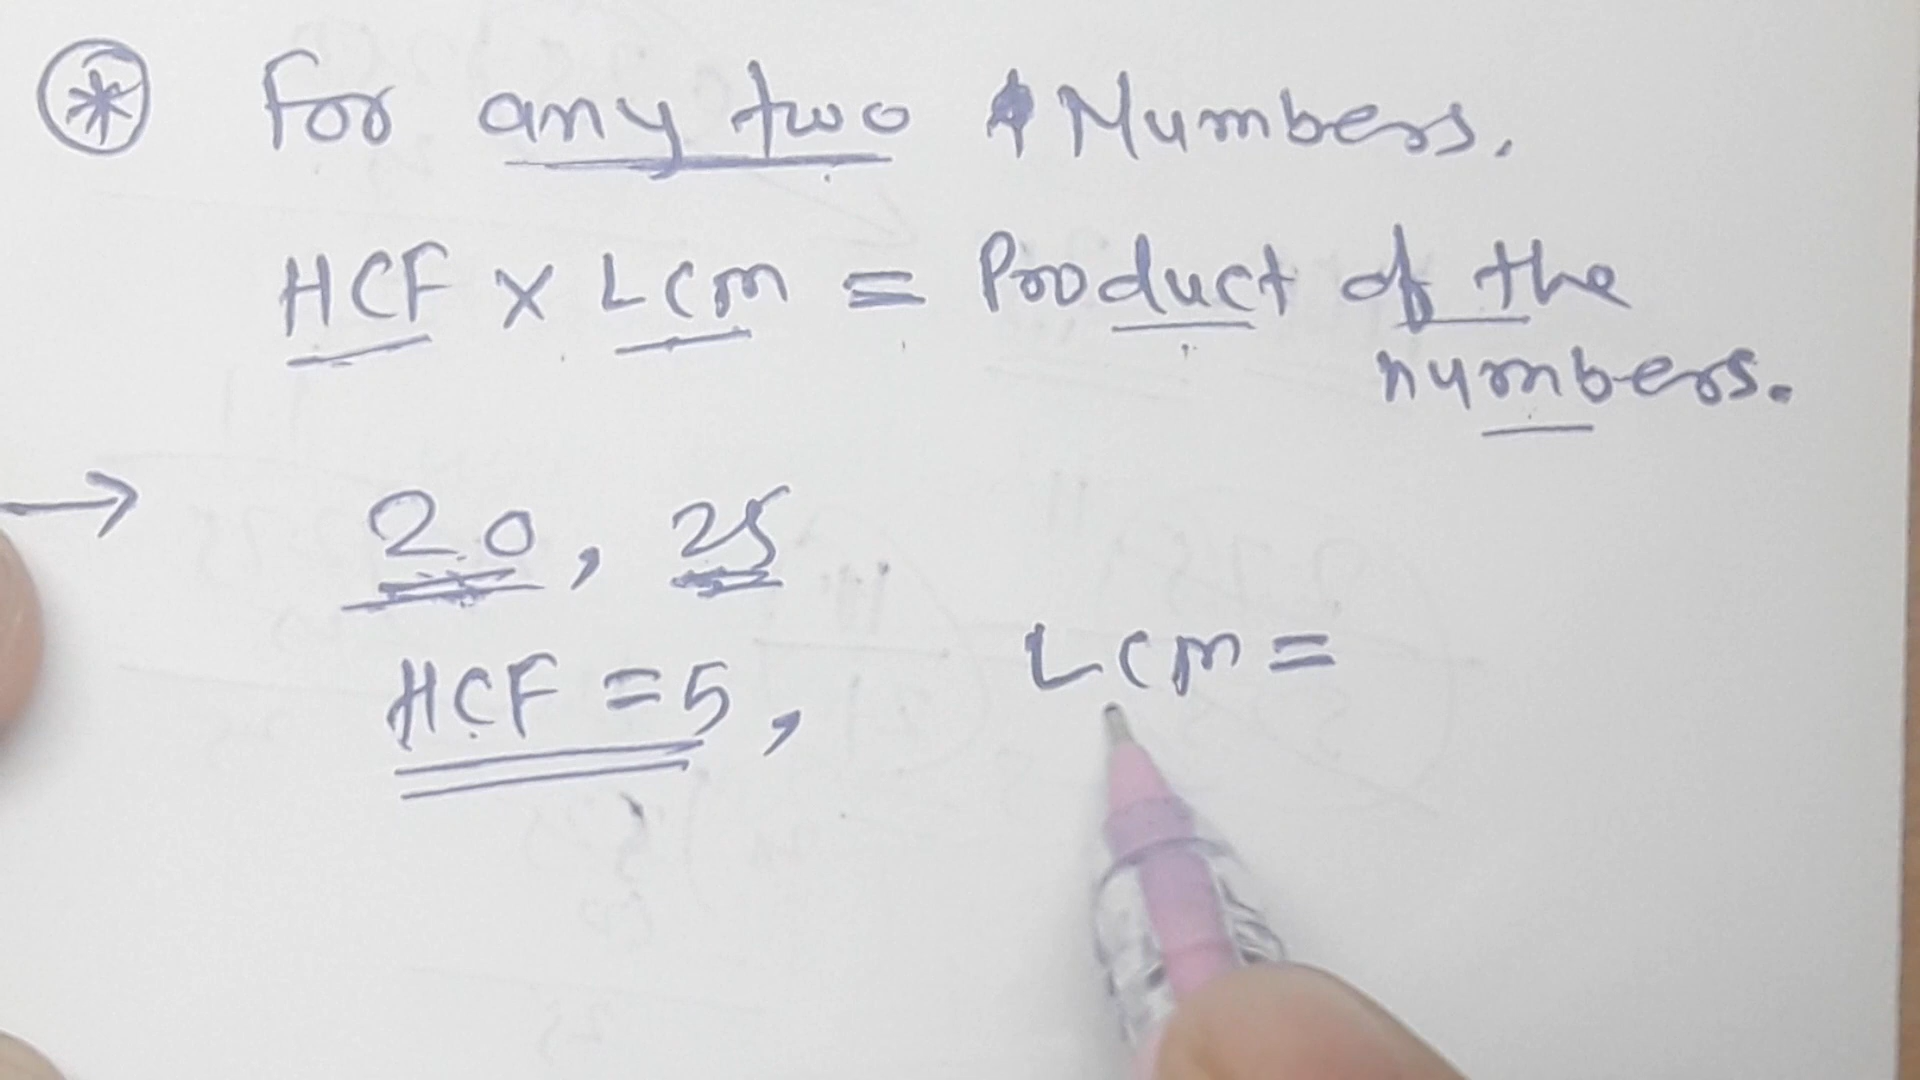 * For any two Numbers.
HCF × LCM = Product of the
numbers.
→ 20, 25
HCF = 5, LCM =